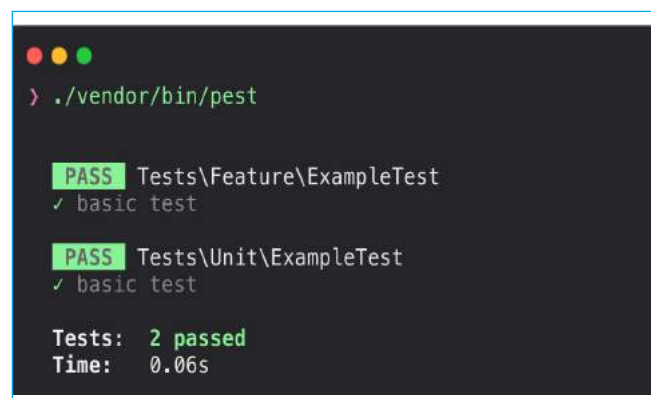 ❯ ./vendor/bin/pest
PASS Tests\Feature\ExampleTest
✓ basic test
PASS Tests\Unit\ExampleTest
✓ basic test
Tests: 2 passed
Time: 0.06s